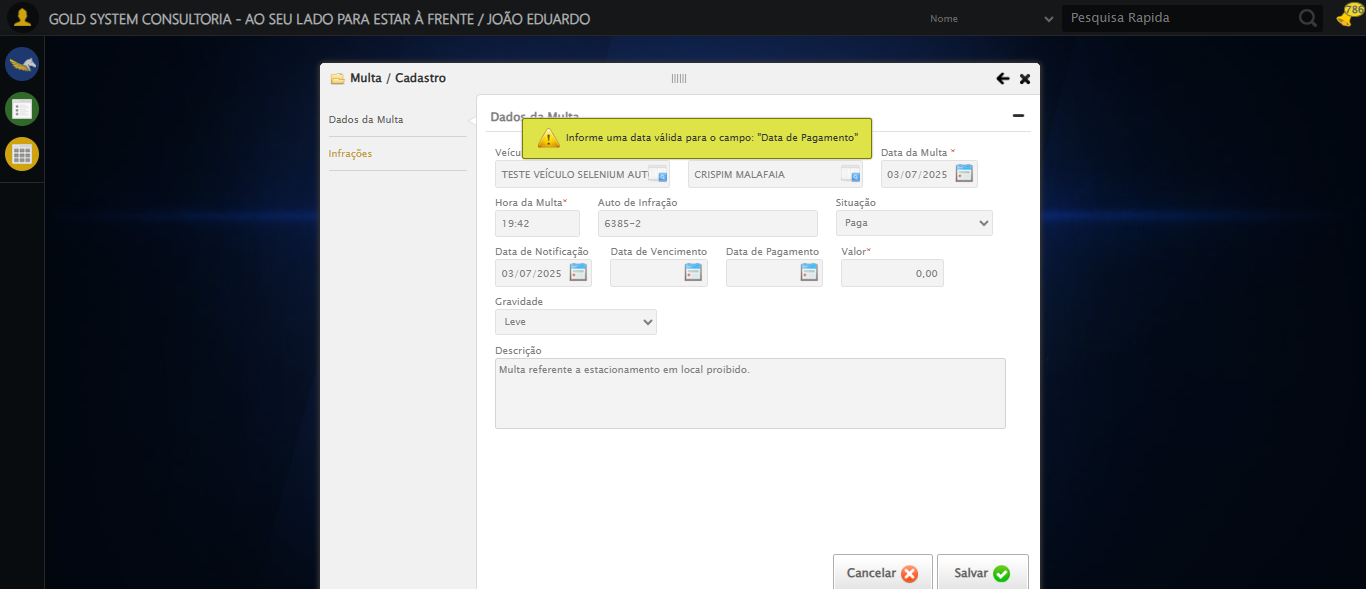 GOLD SYSTEM CONSULTORIA - AO SEU LADO PARA ESTAR À FRENTE / JOÃO EDUARDO
Nome
Pesquisa Rapida
786
Multa / Cadastro
Dados da Multa
Infrações
Dados da Multa
Informe uma data válida para o campo: "Data de Pagamento"
Data da Multa *
TESTE VEÍCULO SELENIUM AUT
CRISPIM MALAFAIA
03/07/2025
Hora da Multa*
Auto de Infração
Situação
19:42
6385-2
Paga
Data de Notificação
Data de Vencimento
Data de Pagamento
Valor*
03/07/2025
0,00
Gravidade
Leve
Descrição
Multa referente a estacionamento em local proibido.
Cancelar
Salvar